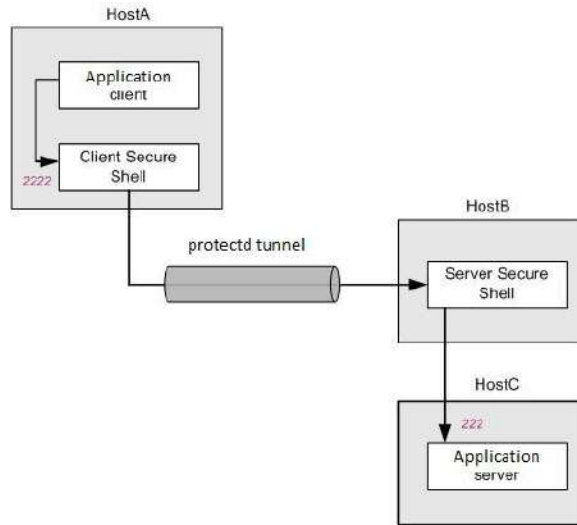 HostA
Application
client
Client Secure
Shell
2222
protectd tunnel
HostB
Server Secure
Shell
HostC
222
Application
server